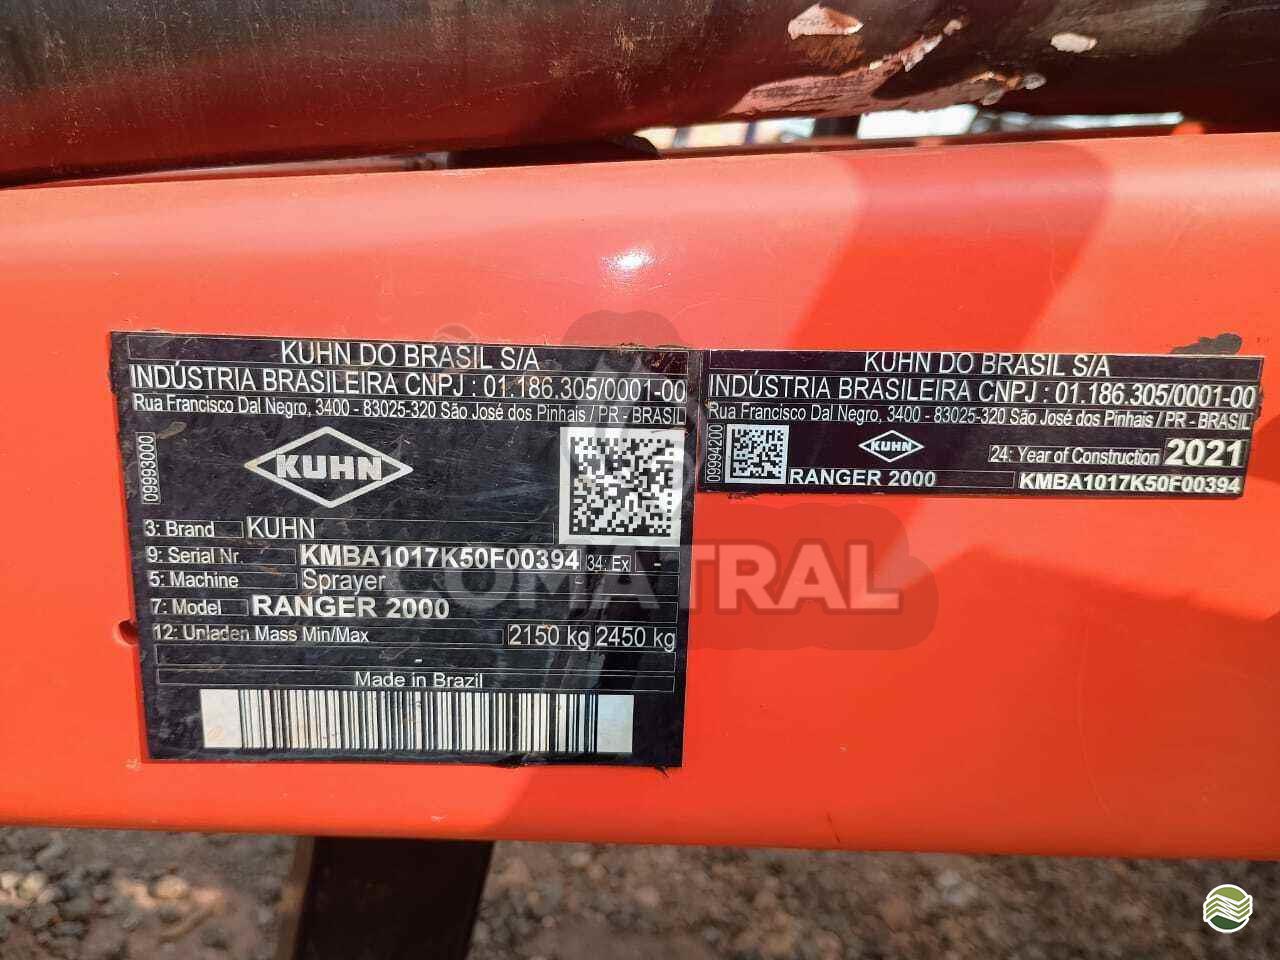 KUHN DO BRASIL S/A
INDÚSTRIA BRASILEIRA CNPJ : 01.186.305/0001-00
Rua Francisco Dal Negro, 3400 - 83025-320 São José dos Pinhais / PR - BRASIL
09993000
KUHN
3: Brand KUHN
9: Serial Nr. KMBA1017K50F00394 34: Ex -
5: Machine Sprayer -
7: Model RANGER 2000
12: Unladen Mass Min/Max 2150 kg 2450 kg
-
Made in Brazil
KUHN DO BRASIL S/A
INDÚSTRIA BRASILEIRA CNPJ : 01.186.305/0001-00
Rua Francisco Dal Negro, 3400 - 83025-320 São José dos Pinhais / PR - BRASIL
09994200
KUHN
24: Year of Construction 2021
RANGER 2000 KMBA1017K50F00394
COMATRAL